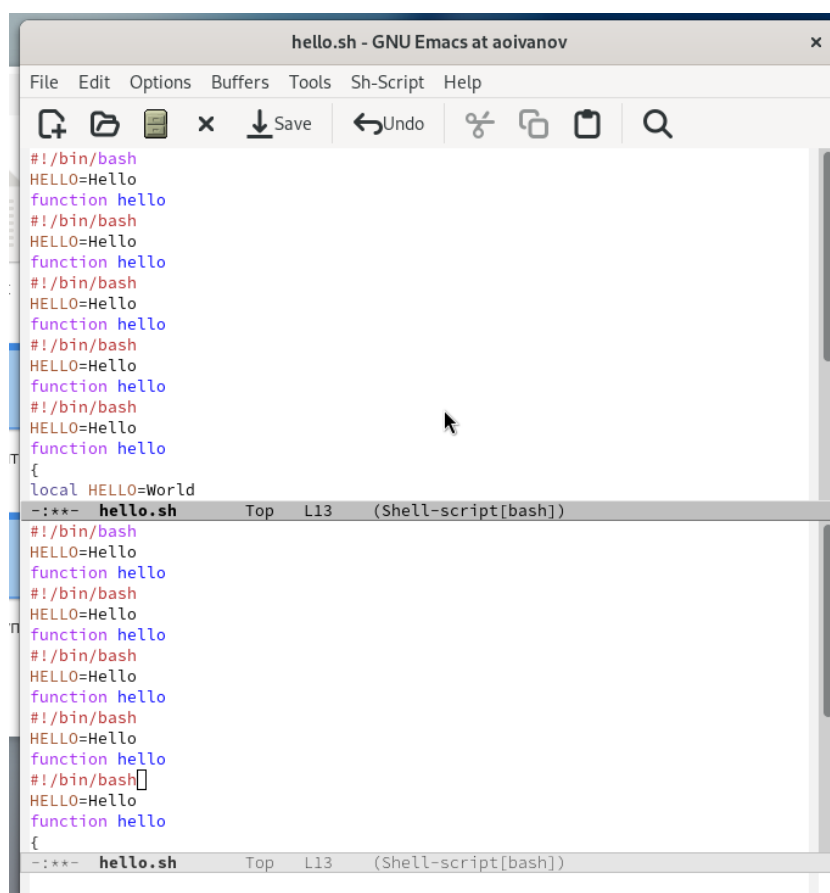 hello.sh - GNU Emacs at aoivanov
File Edit Options Buffers Tools Sh-Script Help
Save Undo
#!/bin/bash
HELLO=Hello
function hello
#!/bin/bash
HELLO=Hello
function hello
#!/bin/bash
HELLO=Hello
function hello
#!/bin/bash
HELLO=Hello
function hello
#!/bin/bash
HELLO=Hello
function hello
{
local HELLO=World
-:**- hello.sh Top L13 (Shell-script[bash])
#!/bin/bash
HELLO=Hello
function hello
#!/bin/bash
HELLO=Hello
function hello
#!/bin/bash
HELLO=Hello
function hello
#!/bin/bash
HELLO=Hello
function hello
#!/bin/bash
HELLO=Hello
function hello
{
-:**- hello.sh Top L13 (Shell-script[bash])